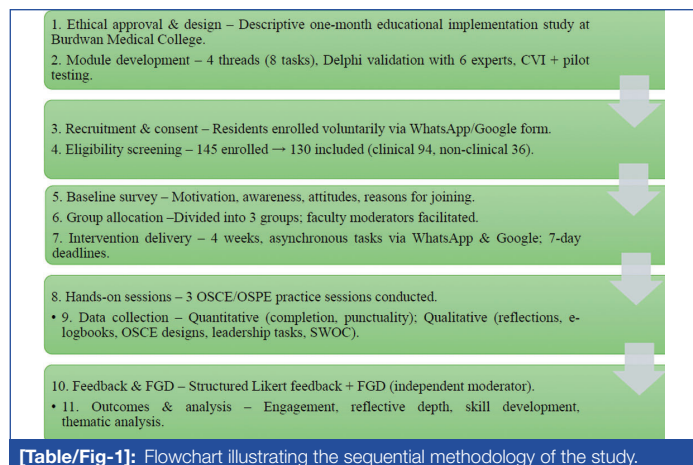 1. Ethical approval & design – Descriptive one-month educational implementation study at
Burdwan Medical College.
2. Module development – 4 threads (8 tasks), Delphi validation with 6 experts, CVI + pilot
testing.
3. Recruitment & consent – Residents enrolled voluntarily via WhatsApp/Google form.
4. Eligibility screening – 145 enrolled → 130 included (clinical 94, non-clinical 36).
5. Baseline survey – Motivation, awareness, attitudes, reasons for joining.
6. Group allocation –Divided into 3 groups; faculty moderators facilitated.
7. Intervention delivery – 4 weeks, asynchronous tasks via WhatsApp & Google; 7-day
deadlines.
8. Hands-on sessions – 3 OSCE/OSPE practice sessions conducted.
• 9. Data collection – Quantitative (completion, punctuality); Qualitative (reflections, e-
logbooks, OSCE designs, leadership tasks, SWOC).
10. Feedback & FGD – Structured Likert feedback + FGD (independent moderator).
• 11. Outcomes & analysis – Engagement, reflective depth, skill development,
thematic analysis.
[Table/Fig-1]: Flowchart illustrating the sequential methodology of the study.